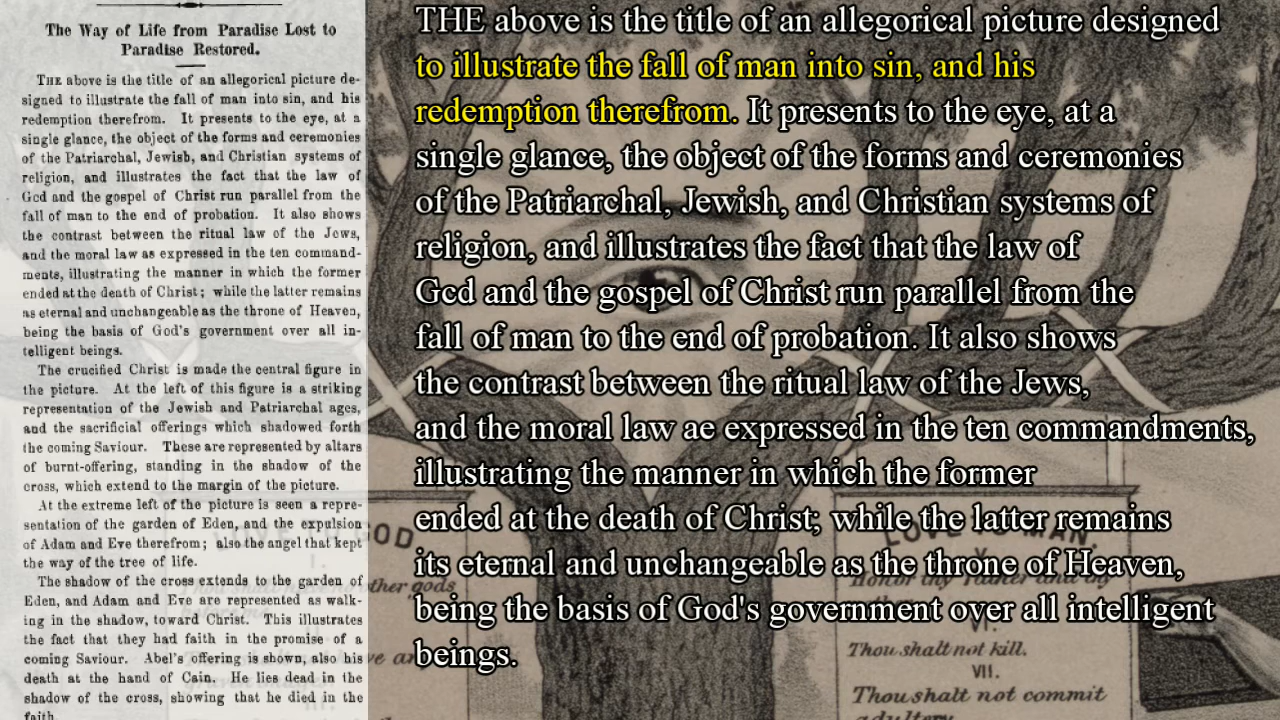 The Way of Life from Paradise Lost to
Paradise Restored.
THE above is the title of an allegorical picture de-
signed to illustrate the fall of man into sin, and his
redemption therefrom. It presents to the eye, at a
single glance, the object of the forms and ceremonies
of the Patriarchal, Jewish, and Christian systems of
religion, and illustrates the fact that the law of
Gcd and the gospel of Christ run parallel from the
fall of man to the end of probation. It also shows
the contrast between the ritual law of the Jews,
and the moral law as expressed in the ten command-
ments, illustrating the manner in which the former
ended at the death of Christ; while the latter remains
as eternal and unchangeable as the throne of Heaven,
being the basis of God's government over all in-
telligent beings.
The crucified Christ is made the central figure in
the picture. At the left of this figure is a striking
representation of the Jewish and Patriarchal ages,
and the sacrificial offerings which shadowed forth
the coming Saviour. These are represented by altars
of burnt-offering, standing in the shadow of the
cross, which extend to the margin of the picture.
At the extreme left of the picture is seen a repre-
sentation of the garden of Eden, and the expulsion
of Adam and Eve therefrom; also the angel that kept
the way of the tree of life.
The shadow of the cross extends to the garden of
Eden, and Adam and Eve are represented as walk-
ing in the shadow, toward Christ. This illustrates
the fact that they had faith in the promise of a
coming Saviour. Abel's offering is shown, also his
death at the hand of Cain. He lies dead in the
shadow of the cross, showing that he died in the
faith.
THE above is the title of an allegorical picture designed
to illustrate the fall of man into sin, and his
redemption therefrom. It presents to the eye, at a
single glance, the object of the forms and ceremonies
of the Patriarchal, Jewish, and Christian systems of
religion, and illustrates the fact that the law of
Gcd and the gospel of Christ run parallel from the
fall of man to the end of probation. It also shows
the contrast between the ritual law of the Jews,
and the moral law ae expressed in the ten commandments,
illustrating the manner in which the former
ended at the death of Christ; while the latter remains
its eternal and unchangeable as the throne of Heaven,
being the basis of God's government over all intelligent
beings.
GOD
I.
other gods
LOVE TO MAN.
V.
Honor thy Father and
VI.
Thou shalt not kill.
VII.
Thou shalt not commit
adultery